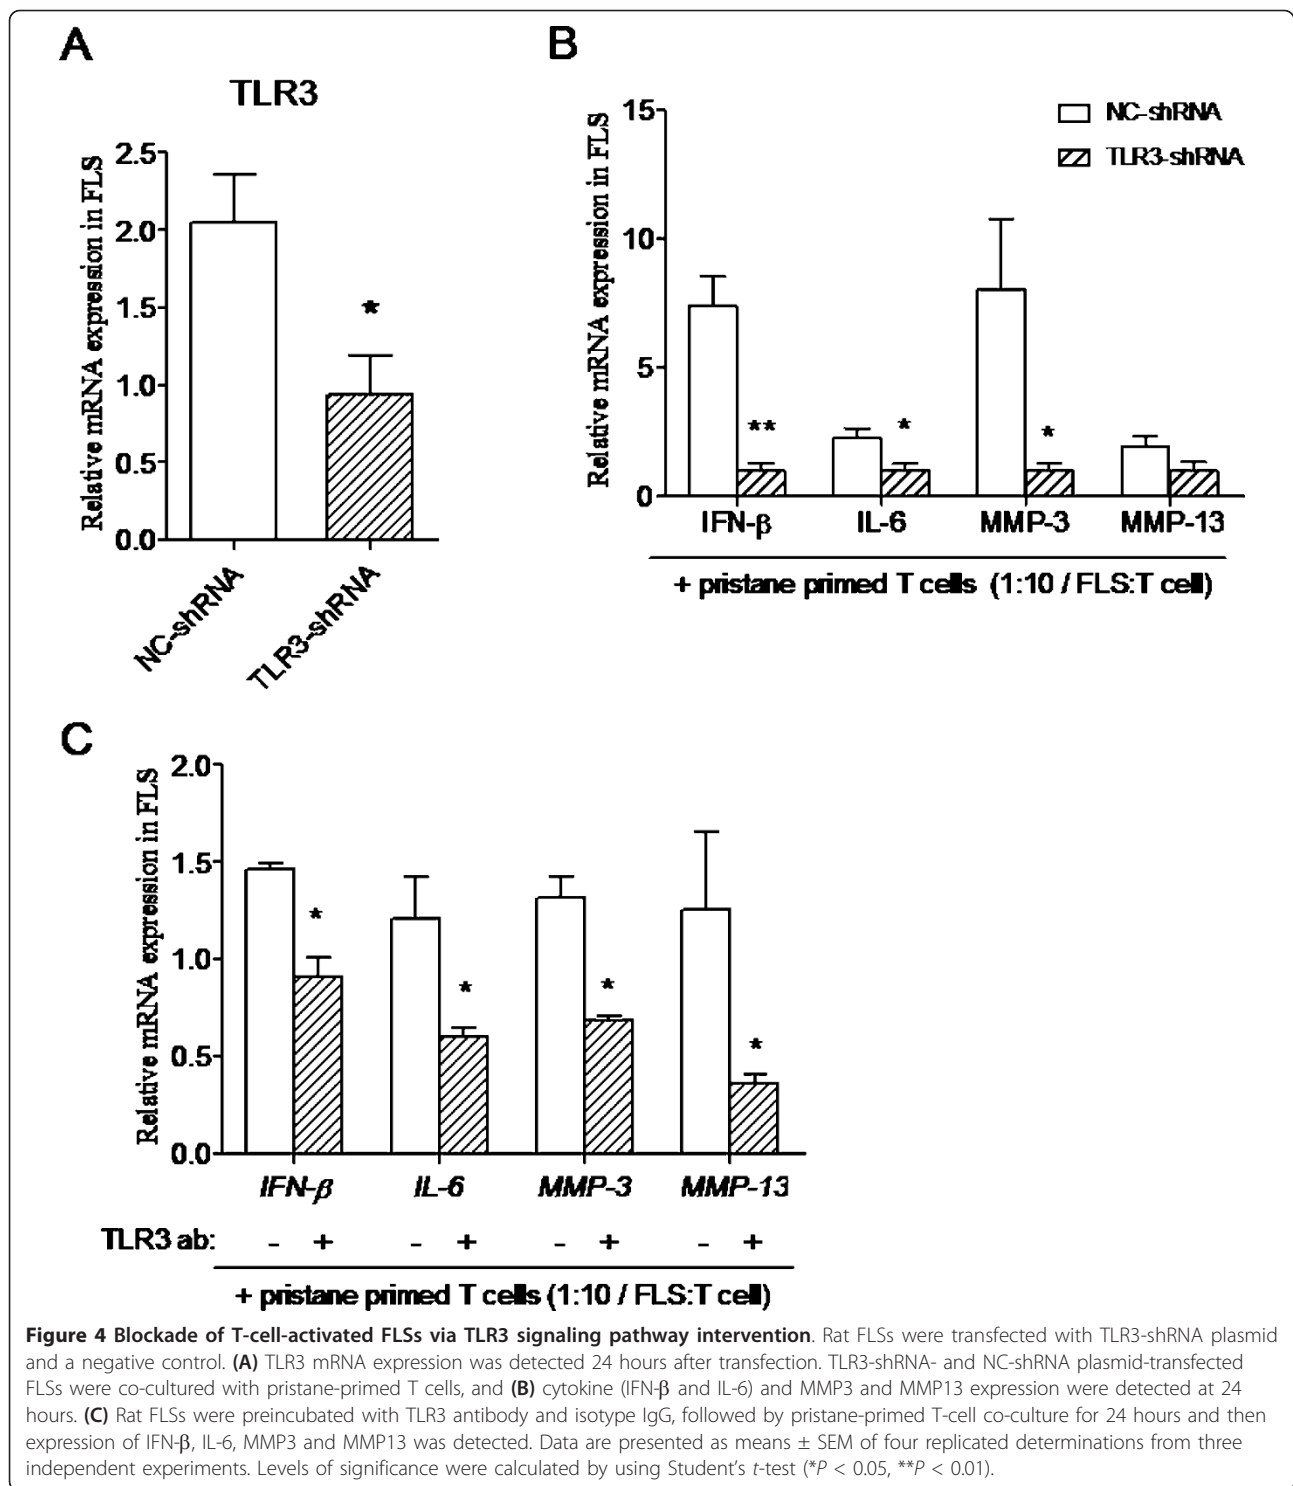 A
TLR3
Relative mRNA expression in FLS
2.5
2.0
1.5
1.0
0.5
0.0
*
NC-shRNA
TLR3-shRNA
B
Relative mRNA expression in FLS
15
10
5
0
NC-shRNA
TLR3-shRNA
**
*
*
IFN-β IL-6 MMP-3 MMP-13
+ pristane primed T cells (1:10 / FLS:T cell)
C
Relative mRNA expression in FLS
2.0
1.5
1.0
0.5
0.0
*
*
*
*
IFN-β IL-6 MMP-3 MMP-13
TLR3 ab: - + - + - + - +
+ pristane primed T cells (1:10 / FLS:T cell)
Figure 4 Blockade of T-cell-activated FLSs via TLR3 signaling pathway intervention. Rat FLSs were transfected with TLR3-shRNA plasmid
and a negative control. (A) TLR3 mRNA expression was detected 24 hours after transfection. TLR3-shRNA- and NC-shRNA plasmid-transfected
FLSs were co-cultured with pristane-primed T cells, and (B) cytokine (IFN-β and IL-6) and MMP3 and MMP13 expression were detected at 24
hours. (C) Rat FLSs were preincubated with TLR3 antibody and isotype IgG, followed by pristane-primed T-cell co-culture for 24 hours and then
expression of IFN-β, IL-6, MMP3 and MMP13 was detected. Data are presented as means ± SEM of four replicated determinations from three
independent experiments. Levels of significance were calculated by using Student's t-test (*P < 0.05, **P < 0.01).